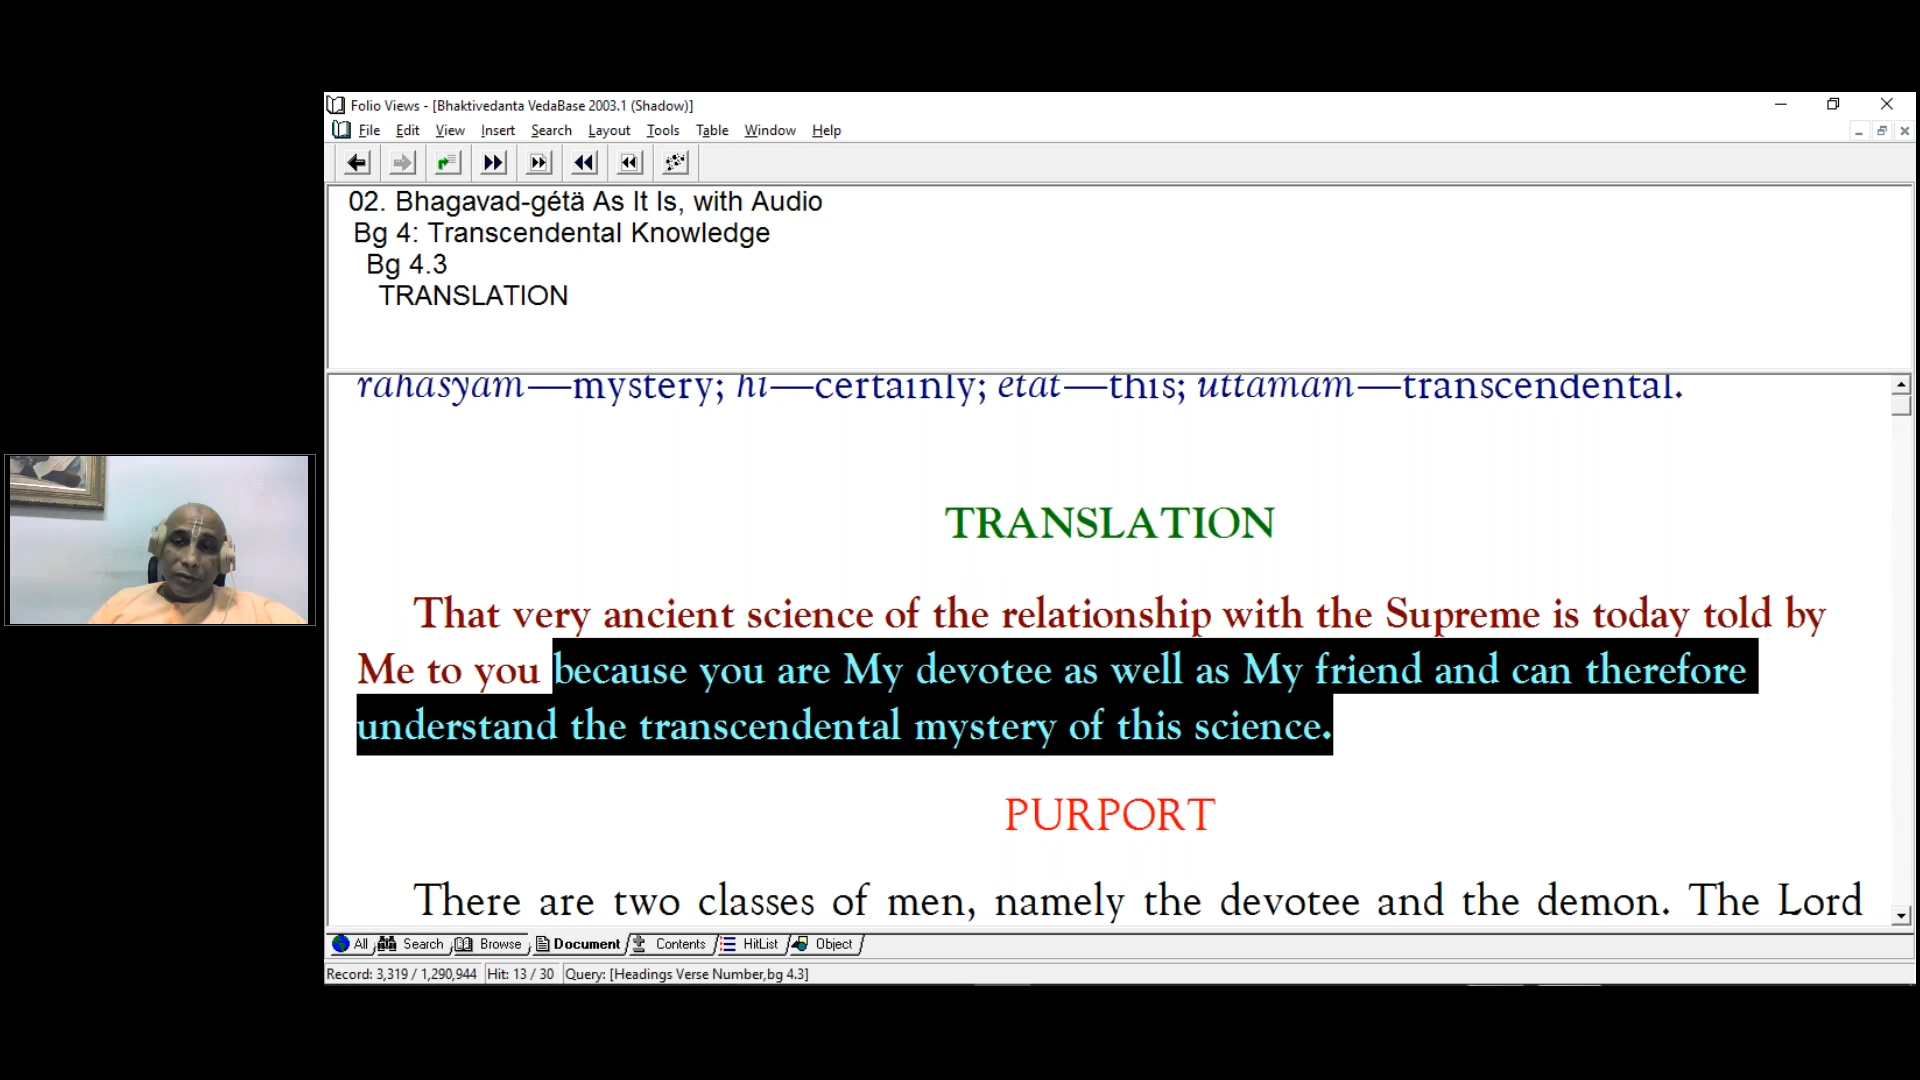 Folio Views - [Bhaktivedanta VedaBase 2003.1 (Shadow)]
File Edit View Insert Search Layout Tools Table Window Help
02. Bhagavad-gétä As It Is, with Audio
Bg 4: Transcendental Knowledge
Bg 4.3
TRANSLATION
rahasyam—mystery; hi—certainly; etat—this; uttamam—transcendental.
TRANSLATION
That very ancient science of the relationship with the Supreme is today told by
Me to you because you are My devotee as well as My friend and can therefore
understand the transcendental mystery of this science.
PURPORT
There are two classes of men, namely the devotee and the demon. The Lord
All Search Browse Document Contents HitList Object
Record: 3,319 / 1,290,944 Hit: 13 / 30 Query: [Headings Verse Number,bg 4.3]